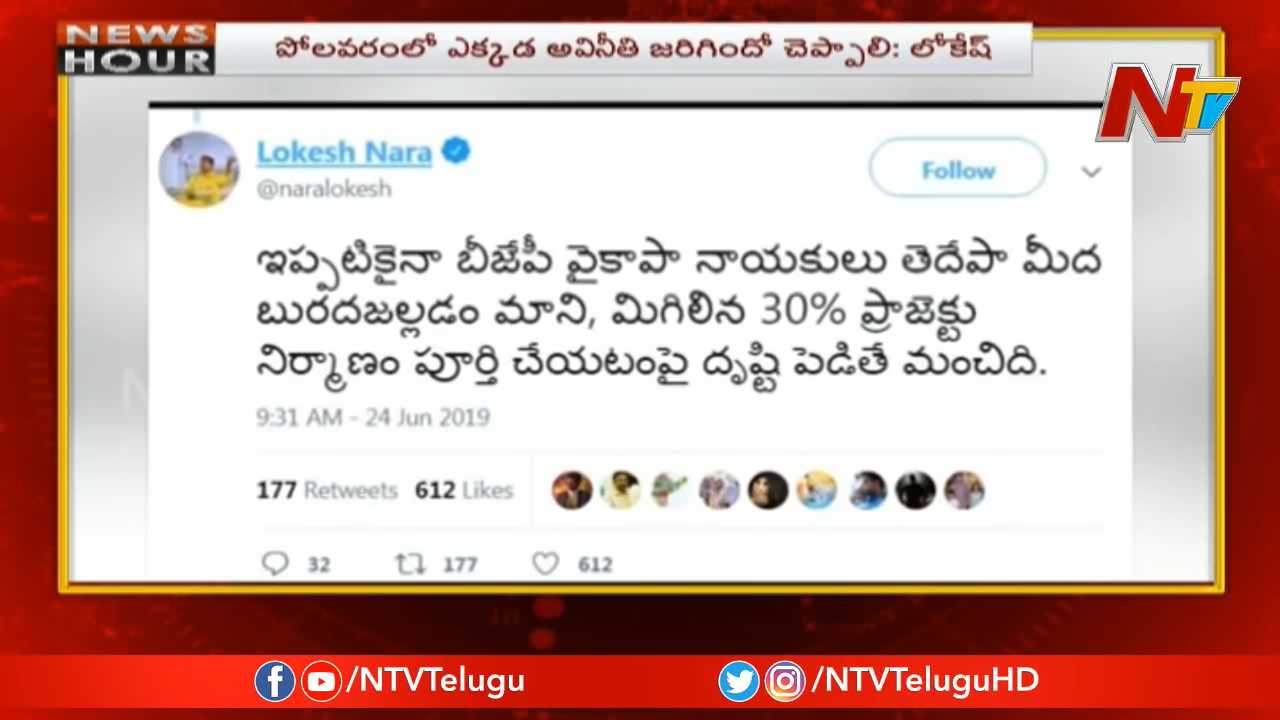 NEWS
HOUR
పోలవరంలో ఎక్కడ అవినీతి జరిగిందో చెప్పాలి: లోకేష్
NTV
Lokesh Nara
@naralokesh
Follow
ఇప్పటికైనా బీజేపీ వైకాపా నాయకులు తెదేపా మీద
బురదజల్లడం మాని, మిగిలిన 30% ప్రాజెక్టు
నిర్మాణం పూర్తి చేయటంపై దృష్టి పెడితే మంచిది.
9:31 AM - 24 Jun 2019
177 Retweets 612 Likes
32 177 612
/NTVTelugu
/NTVTeluguHD